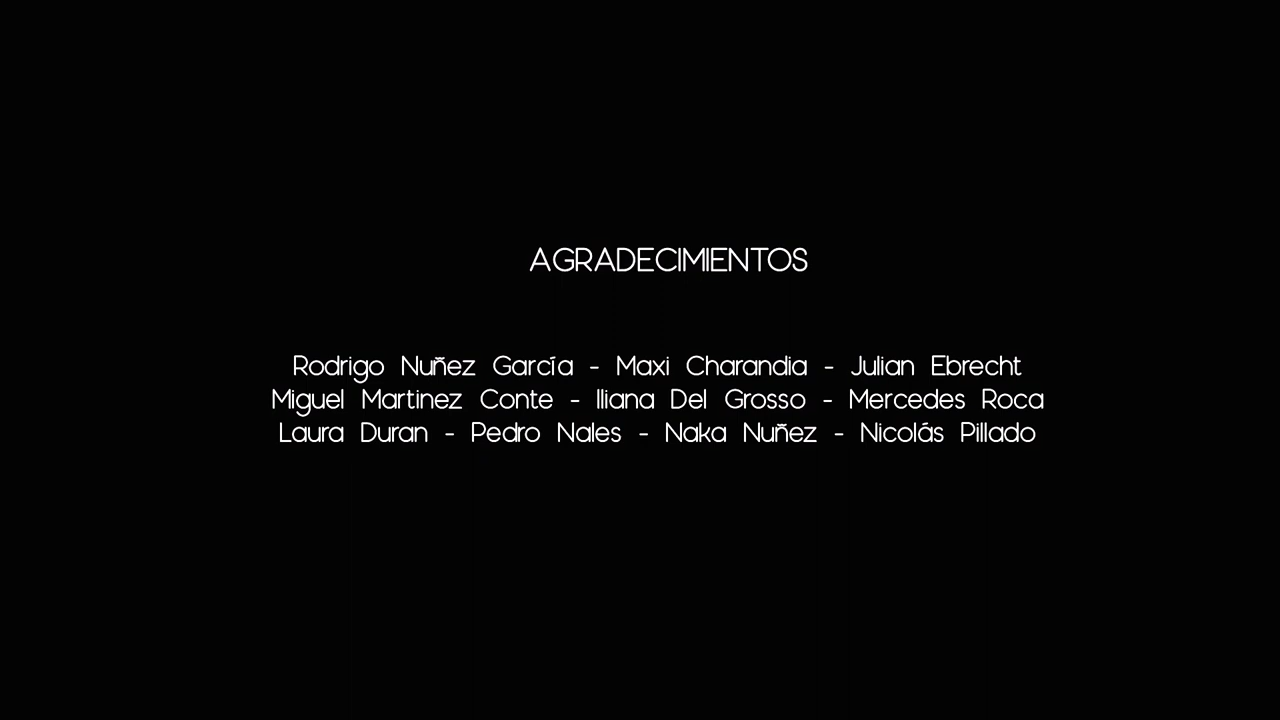 AGRADECIMIENTOS
Rodrigo Nuñez García - Maxi Charandia - Julian Ebrecht
Miguel Martinez Conte - Iliana Del Grosso - Mercedes Roca
Laura Duran - Pedro Nales - Naka Nuñez - Nicolás Pillado